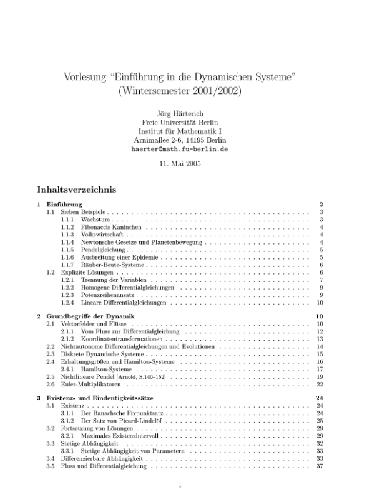 Vorlesung "Einführung in die Dynamischen Systeme"
(Wintersemester 2001/2002)
Jörg Härterich
Freie Universität Berlin
Institut für Mathematik I
Arnimallee 2-6, 14195 Berlin
haerter@math.fu-berlin.de
11. Mai 2005
Inhaltsverzeichnis
1 Einführung 3
1.1 Sieben Beispiele 3
1.1.1 Wachstum 3
1.1.2 Fibonaccis Kaninchen 4
1.1.3 Volkswirtschaft 4
1.1.4 Newtonsche Gesetze und Planetenbewegung 4
1.1.5 Pendelgleichung 5
1.1.6 Ausbreitung einer Epidemie 5
1.1.7 Räuber-Beute-Systeme 6
1.2 Explizite Lösungen 6
1.2.1 Trennung der Variablen 7
1.2.2 Homogene Differentialgleichungen 9
1.2.3 Potenzreihenansatz 9
1.2.4 Lineare Differentialgleichungen 10
2 Grundbegriffe der Dynamik 10
2.1 Vektorfelder und Flüsse 10
2.1.1 Vom Fluss zur Differentialgleichung 12
2.1.2 Koordinatentransformationen 13
2.2 Nichtautonome Differentialgleichungen und Evolutionen 14
2.3 Diskrete Dynamische Systeme 15
2.4 Erhaltungsgrößen und Hamilton-Systeme 16
2.4.1 Hamilton-Systeme 17
2.5 Nichtlineare Pendel 19
2.6 Euler-Multiplikatoren 22
3 Existenz- und Eindeutigkeitssätze 24
3.1 Existenz 24
3.1.1 Der Banachsche Fixpunktsatz 24
3.1.2 Der Satz von Picard-Lindelöf 25
3.2 Fortsetzung von Lösungen 29
3.2.1 Maximales Existenzintervall 29
3.3 Stetige Abhängigkeit 32
3.3.1 Stetige Abhängigkeit von Parametern 33
3.4 Differenzierbare Abhängigkeit 33
3.5 Fluss und Differentialgleichung 37